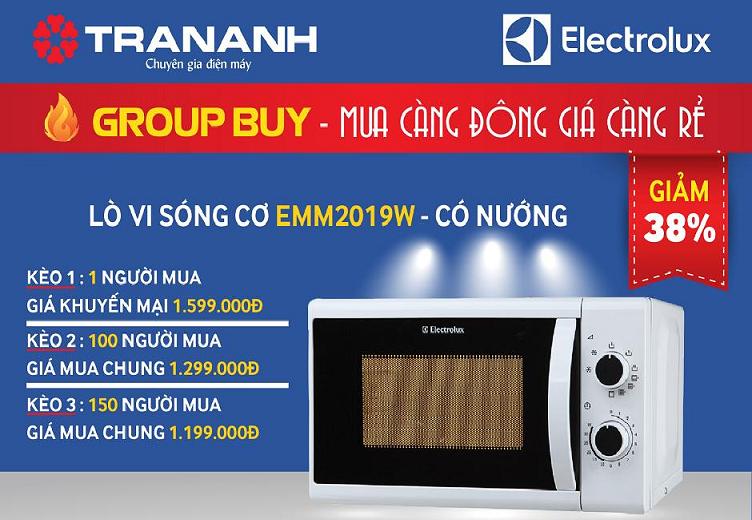 TRANANH
Chuyên gia điện máy
Electrolux
GROUP BUY - MUA CÀNG ĐÔNG GIÁ CÀNG RẺ
GIẢM
38%
LÒ VI SÓNG CƠ EMM2019W - CÓ NƯỚNG
KÈO 1 : 1 NGƯỜI MUA
GIÁ KHUYẾN MẠI 1.599.000Đ
KÈO 2 : 100 NGƯỜI MUA
GIÁ MUA CHUNG 1.299.000Đ
KÈO 3 : 150 NGƯỜI MUA
GIÁ MUA CHUNG 1.199.000Đ
Electrolux